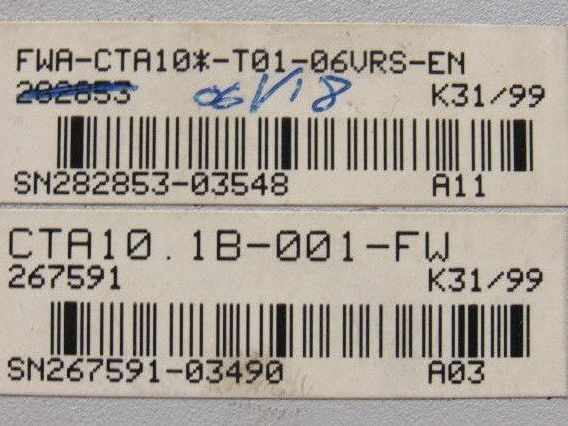 FWA-CTA10*-T01-06VRS-EN
282853 06V18 K31/99
SN282853-03548 A11
CTA10.1B-001-FW
267591 K31/99
SN267591-03490 A03